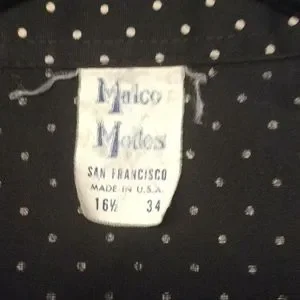 Malco
Modes
SAN FRANCISCO
MADE IN U.S.A.
16½ 34